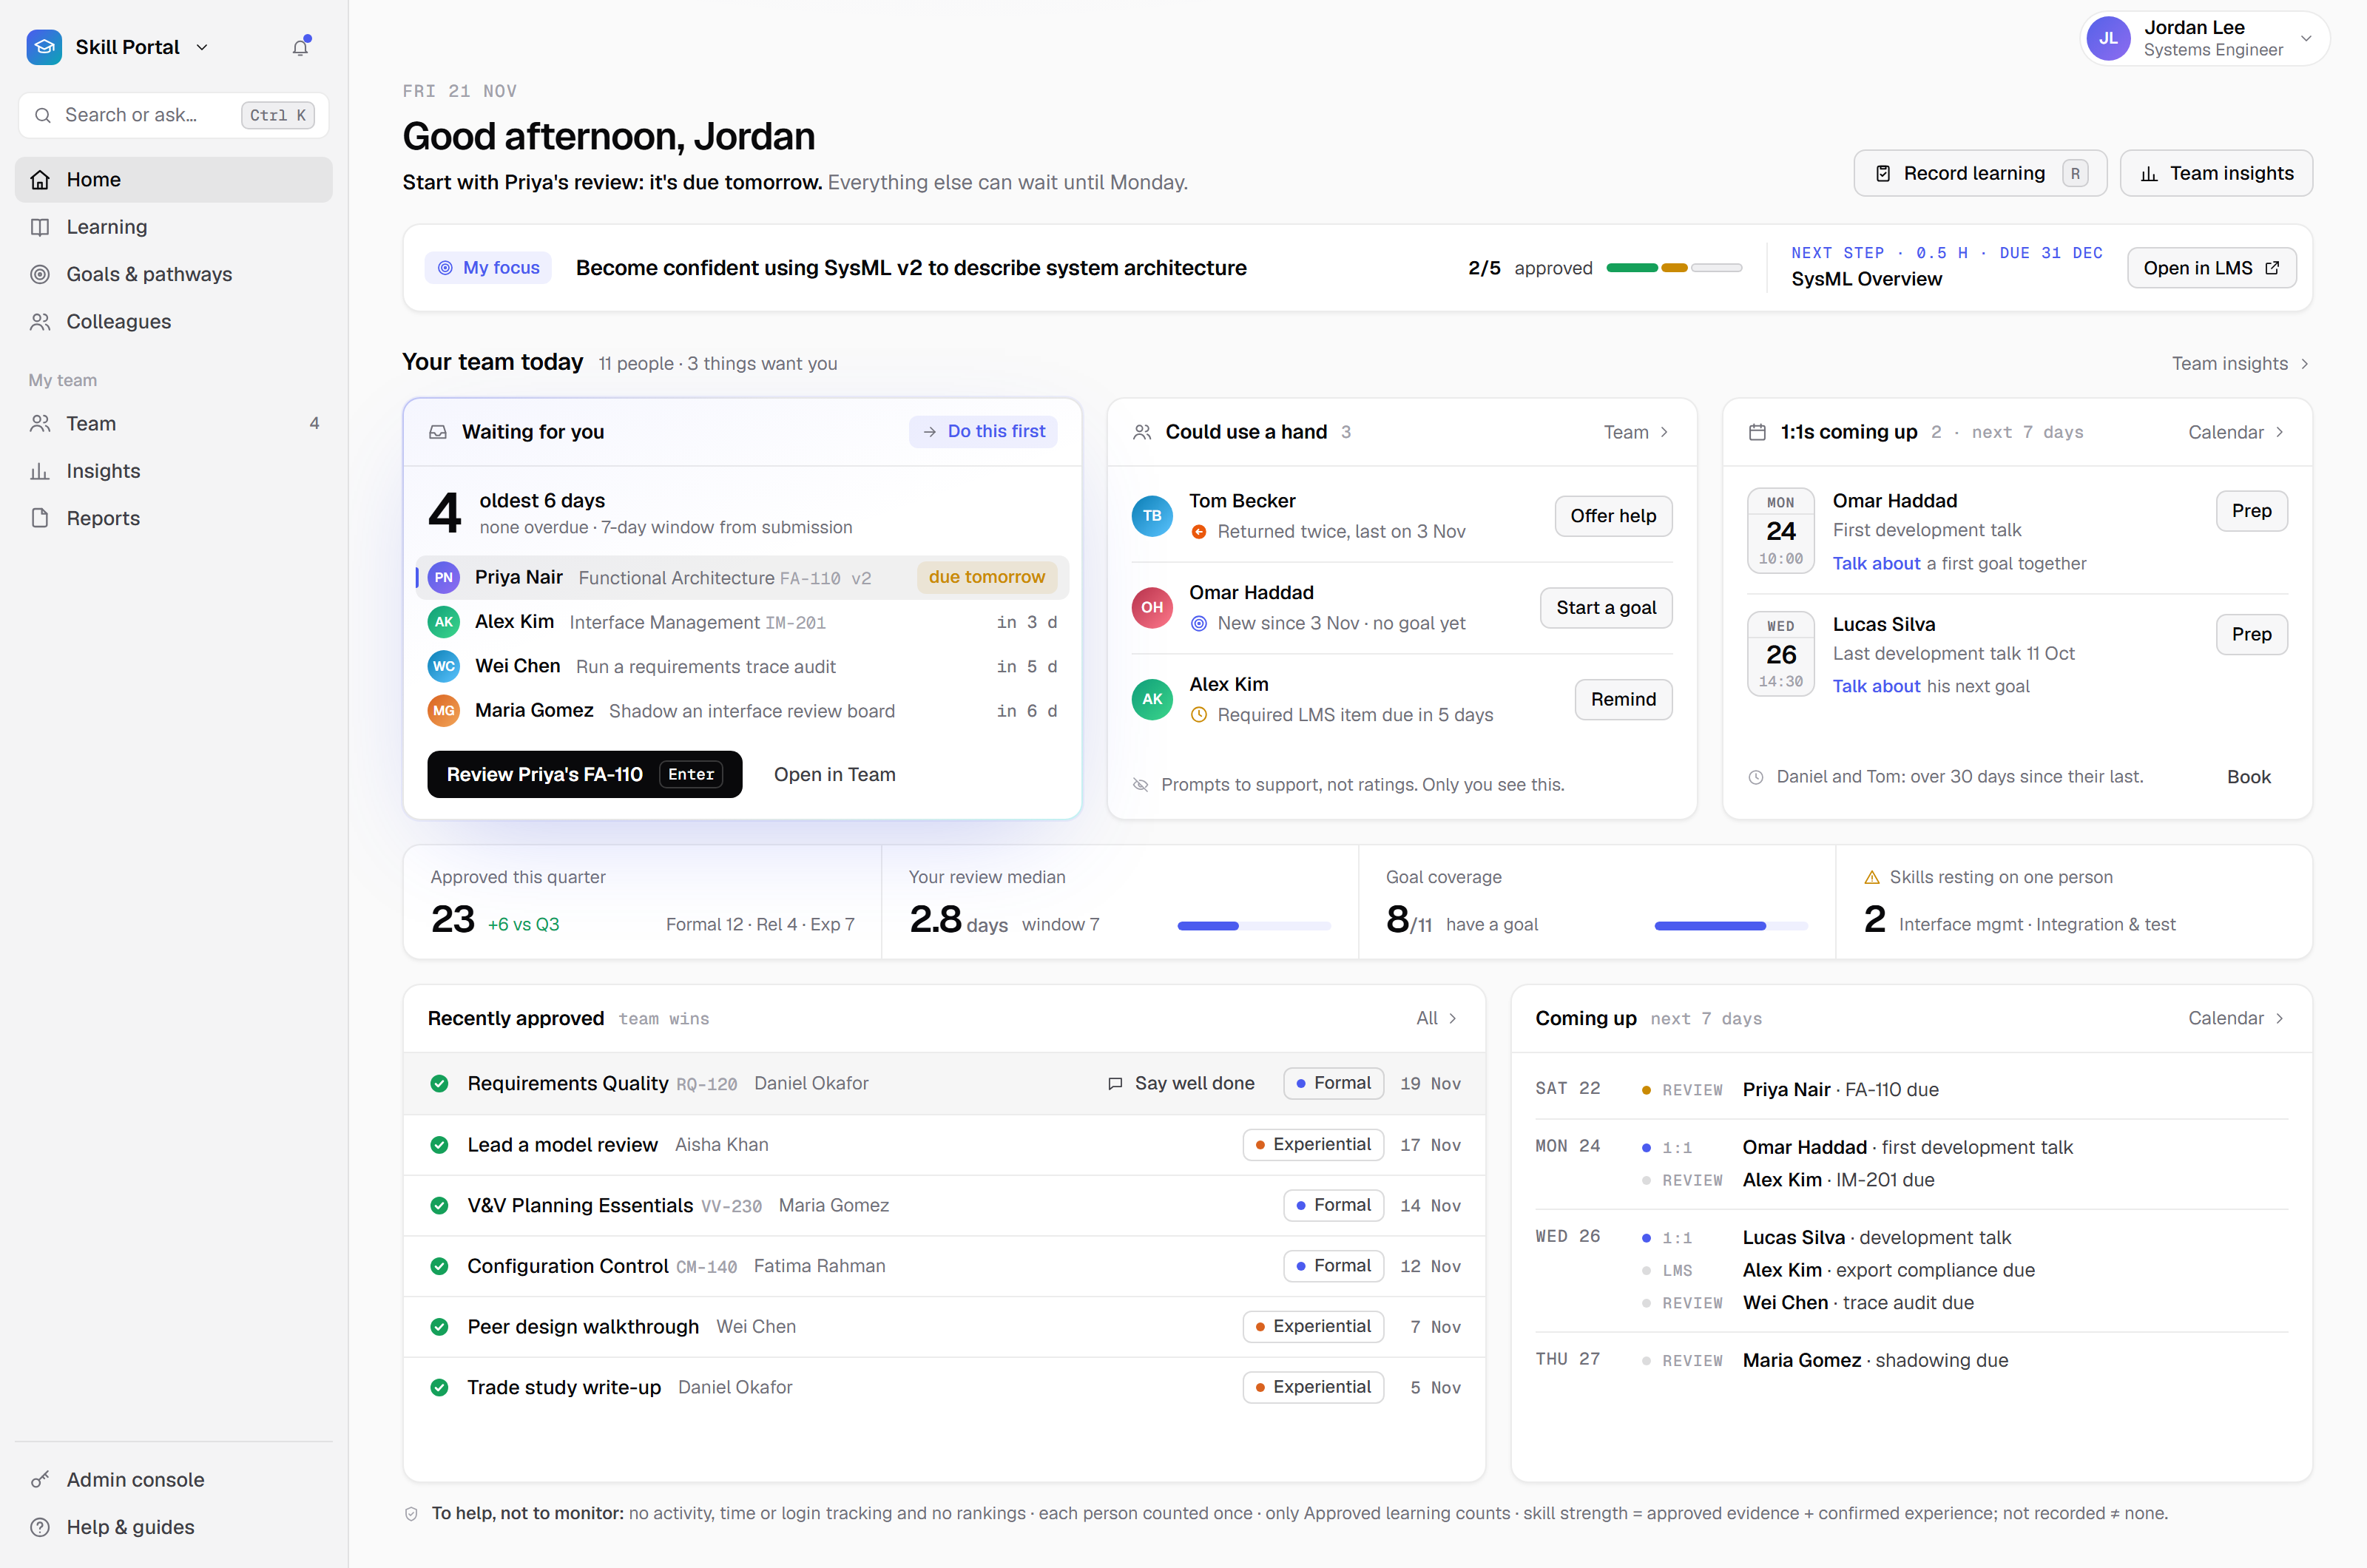 Skill Portal
Search or ask... Ctrl K
Home
Learning
Goals & pathways
Colleagues
My team
Team 4
Insights
Reports
Admin console
Help & guides
JL Jordan Lee
Systems Engineer
FRI 21 NOV
Good afternoon, Jordan
Start with Priya's review: it's due tomorrow. Everything else can wait until Monday.
Record learning R
Team insights
My focus
Become confident using SysML v2 to describe system architecture
2/5 approved
NEXT STEP · 0.5 H · DUE 31 DEC
SysML Overview
Open in LMS
Your team today 11 people · 3 things want you
Team insights
Waiting for you
Do this first
4 oldest 6 days
none overdue · 7-day window from submission
PN Priya Nair Functional Architecture FA-110 v2 due tomorrow
AK Alex Kim Interface Management IM-201 in 3 d
WC Wei Chen Run a requirements trace audit in 5 d
MG Maria Gomez Shadow an interface review board in 6 d
Review Priya's FA-110 Enter
Open in Team
Could use a hand 3
Team
TB Tom Becker
Returned twice, last on 3 Nov
Offer help
OH Omar Haddad
New since 3 Nov · no goal yet
Start a goal
AK Alex Kim
Required LMS item due in 5 days
Remind
Prompts to support, not ratings. Only you see this.
1:1s coming up 2 · next 7 days
Calendar
MON
24
10:00
Omar Haddad
First development talk
Talk about a first goal together
Prep
WED
26
14:30
Lucas Silva
Last development talk 11 Oct
Talk about his next goal
Prep
Daniel and Tom: over 30 days since their last.
Book
Approved this quarter
23 +6 vs Q3 Formal 12 · Rel 4 · Exp 7
Your review median
2.8 days window 7
Goal coverage
8/11 have a goal
Skills resting on one person
2 Interface mgmt · Integration & test
Recently approved team wins
All
Requirements Quality RQ-120 Daniel Okafor Say well done Formal 19 Nov
Lead a model review Aisha Khan Experiential 17 Nov
V&V Planning Essentials VV-230 Maria Gomez Formal 14 Nov
Configuration Control CM-140 Fatima Rahman Formal 12 Nov
Peer design walkthrough Wei Chen Experiential 7 Nov
Trade study write-up Daniel Okafor Experiential 5 Nov
Coming up next 7 days
Calendar
SAT 22 REVIEW Priya Nair · FA-110 due
MON 24 1:1 Omar Haddad · first development talk
REVIEW Alex Kim · IM-201 due
WED 26 1:1 Lucas Silva · development talk
LMS Alex Kim · export compliance due
REVIEW Wei Chen · trace audit due
THU 27 REVIEW Maria Gomez · shadowing due
To help, not to monitor: no activity, time or login tracking and no rankings · each person counted once · only Approved learning counts · skill strength = approved evidence + confirmed experience; not recorded ≠ none.